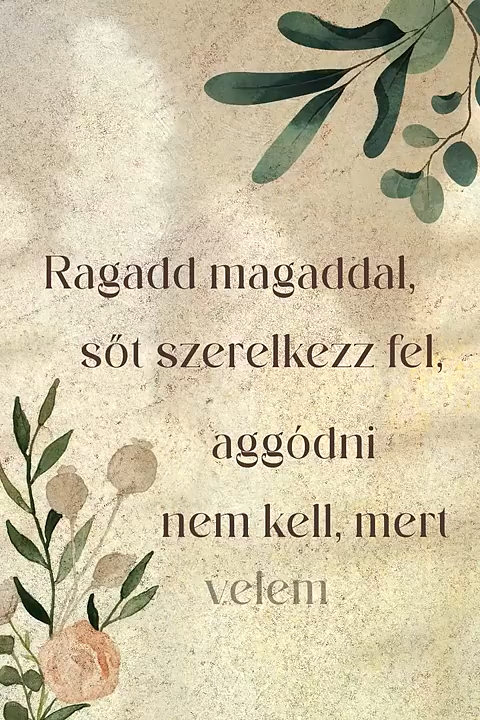 Ragadd magaddal,
sőt szerelkezz fel,
aggódni
nem kell, mert
velem